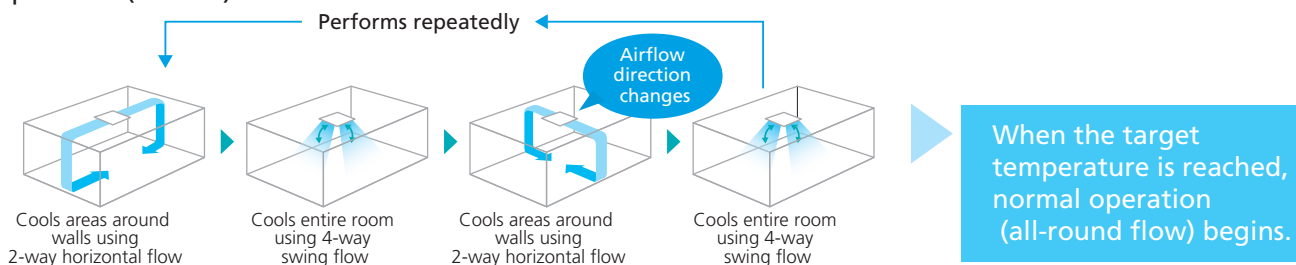 Performs repeatedly
Airflow
direction
changes
Cools areas around
walls using
2-way horizontal flow
Cools entire room
using 4-way
swing flow
Cools areas around
walls using
2-way horizontal flow
Cools entire room
using 4-way
swing flow
When the target
temperature is reached,
normal operation
(all-round flow) begins.